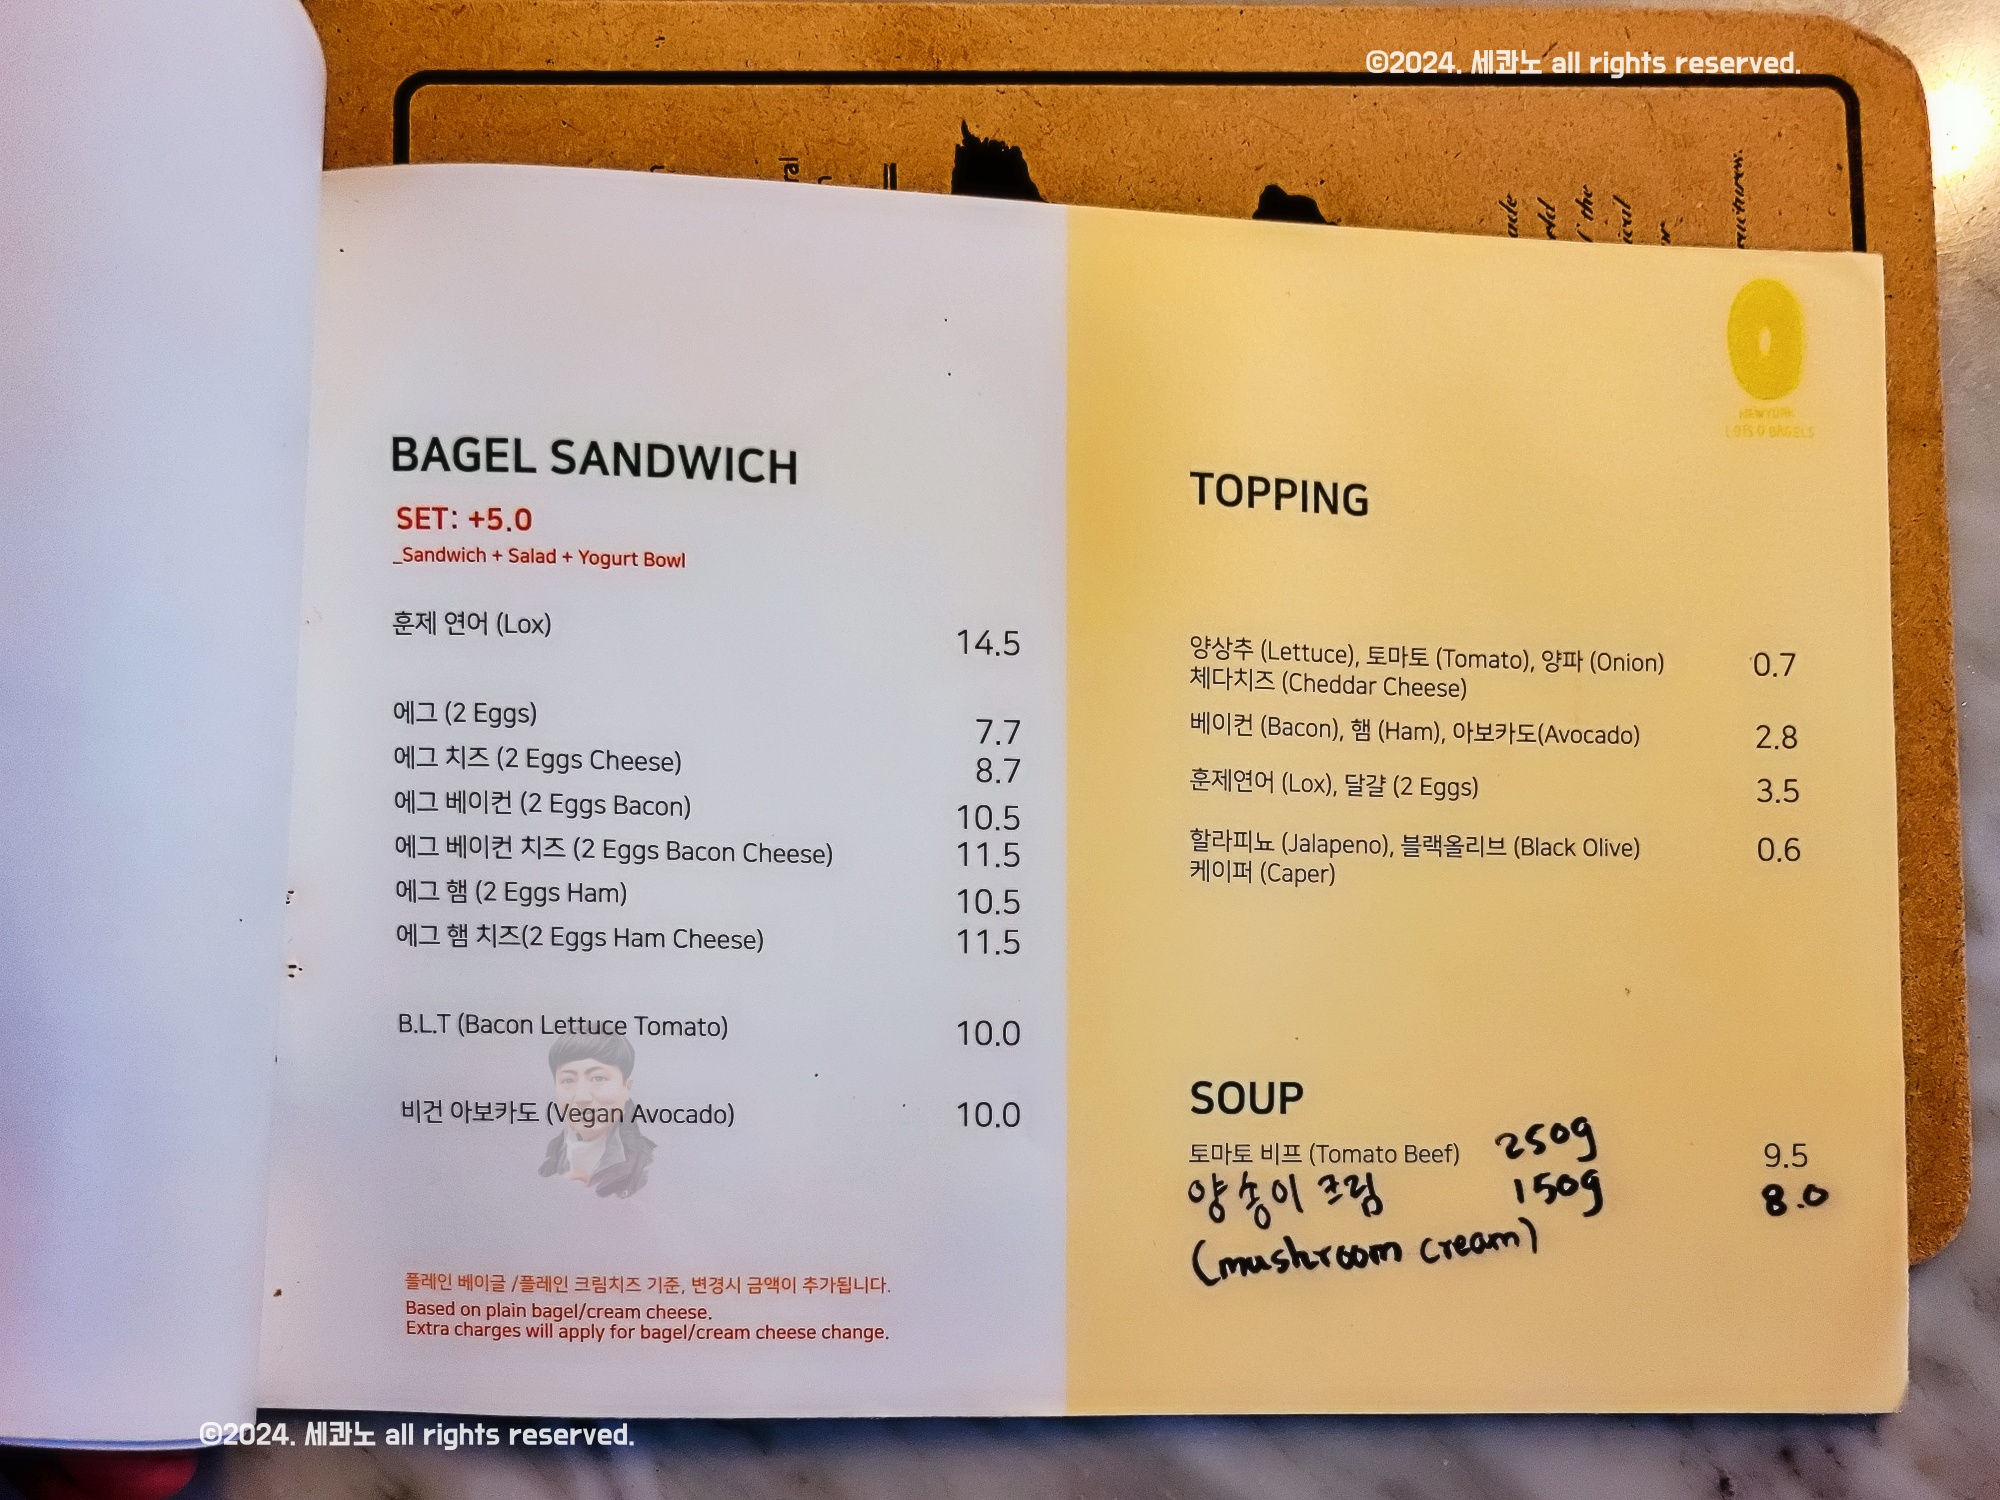 ©2024. 세콴노 all rights reserved.
BAGEL SANDWICH
SET: +5.0
_Sandwich + Salad + Yogurt Bowl
훈제 연어 (Lox) 14.5
에그 (2 Eggs) 7.7
에그 치즈 (2 Eggs Cheese) 8.7
에그 베이컨 (2 Eggs Bacon) 10.5
에그 베이컨 치즈 (2 Eggs Bacon Cheese) 11.5
에그 햄 (2 Eggs Ham) 10.5
에그 햄 치즈(2 Eggs Ham Cheese) 11.5
B.L.T (Bacon Lettuce Tomato) 10.0
비건 아보카도 (Vegan Avocado) 10.0
플레인 베이글 /플레인 크림치즈 기준, 변경시 금액이 추가됩니다.
Based on plain bagel/cream cheese.
Extra charges will apply for bagel/cream cheese change.
NEWYORK
LOTS O BAGELS
TOPPING
양상추 (Lettuce), 토마토 (Tomato), 양파 (Onion) 0.7
체다치즈 (Cheddar Cheese)
베이컨 (Bacon), 햄 (Ham), 아보카도(Avocado) 2.8
훈제연어 (Lox), 달걀 (2 Eggs) 3.5
할라피뇨 (Jalapeno), 블랙올리브 (Black Olive) 0.6
케이퍼 (Caper)
SOUP
토마토 비프 (Tomato Beef) 250g 9.5
양송이 크림 150g 8.0
(mushroom cream)
the
©2024. 세콴노 all rights reserved.